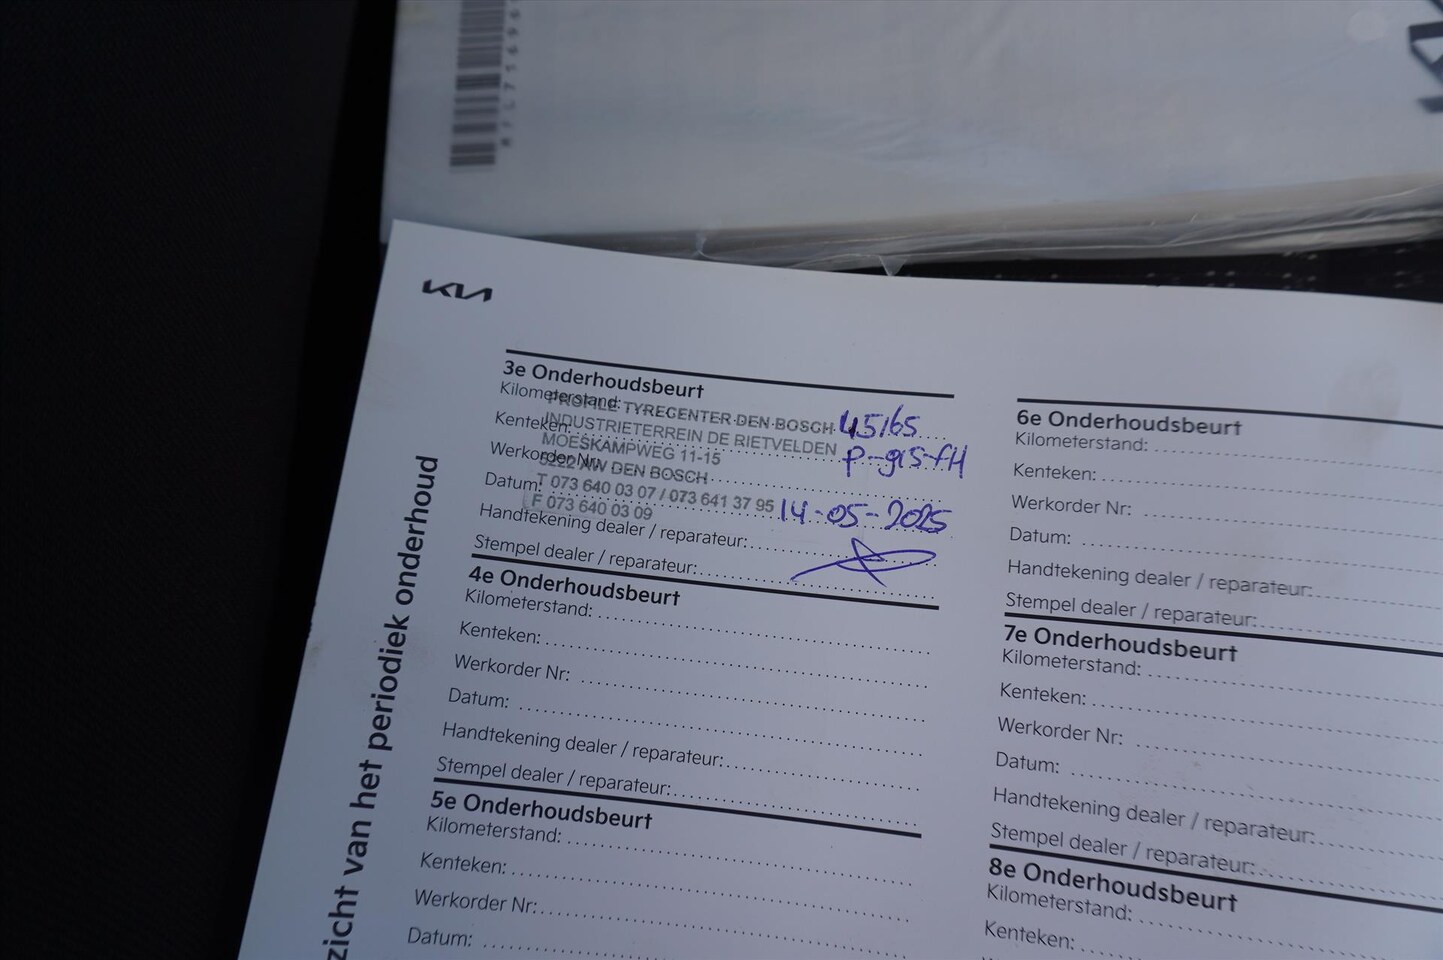 KIA
zicht van het periodiek onderhoud
3e Onderhoudsbeurt
Kilometerstand: 45165
Kenteken: P-915-fH
Werkorder Nr:
Datum: 14-05-2025
Handtekening dealer / reparateur:
Stempel dealer / reparateur:
PROFILE TYRECENTER DEN BOSCH
INDUSTRIETERREIN DE RIETVELDEN
MOESKAMPWEG 11-15
5222 AW DEN BOSCH
T 073 640 03 07 / 073 641 37 95
F 073 640 03 09
4e Onderhoudsbeurt
Kilometerstand:
Kenteken:
Werkorder Nr:
Datum:
Handtekening dealer / reparateur:
Stempel dealer / reparateur:
5e Onderhoudsbeurt
Kilometerstand:
Kenteken:
Werkorder Nr:
Datum:
6e Onderhoudsbeurt
Kilometerstand:
Kenteken:
Werkorder Nr:
Datum:
Handtekening dealer / reparateur:
Stempel dealer / reparateur:
7e Onderhoudsbeurt
Kilometerstand:
Kenteken:
Werkorder Nr:
Datum:
Handtekening dealer / reparateur:
Stempel dealer / reparateur:
8e Onderhoudsbeurt
Kilometerstand:
Kenteken: